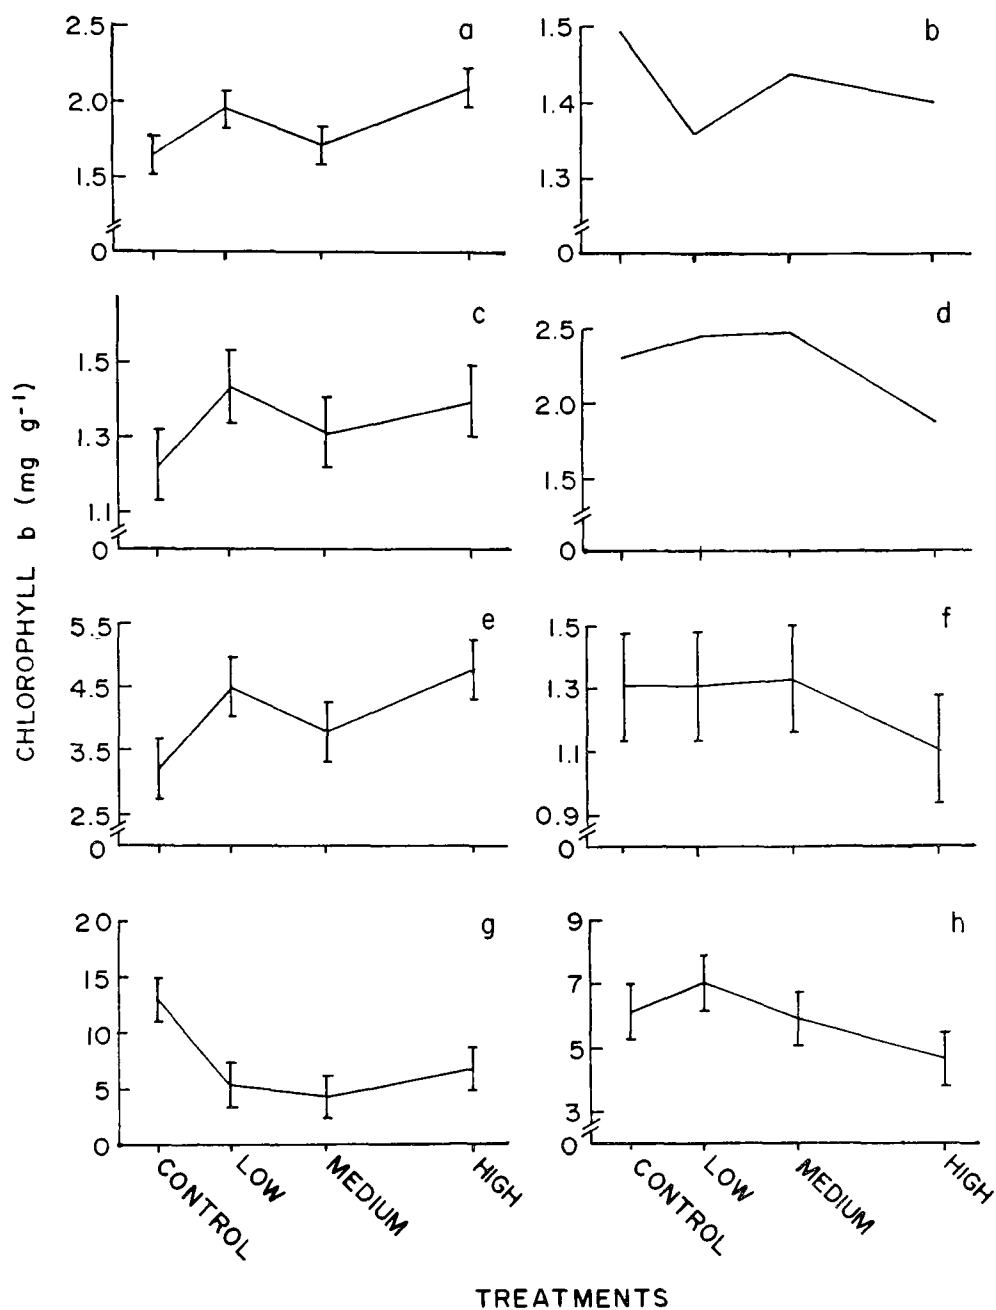 a
2.5
2.0
1.5
0
b
1.5
1.4
1.3
0
c
1.5
1.3
1.1
0
d
2.5
2.0
1.5
0
e
5.5
4.5
3.5
2.5
0
f
1.5
1.3
1.1
0.9
0
g
20
15
10
5
0
h
9
7
5
3
0
CHLOROPHYLL b (mg g⁻¹)
CONTROL
LOW
MEDIUM
HIGH
CONTROL
LOW
MEDIUM
HIGH
TREATMENTS